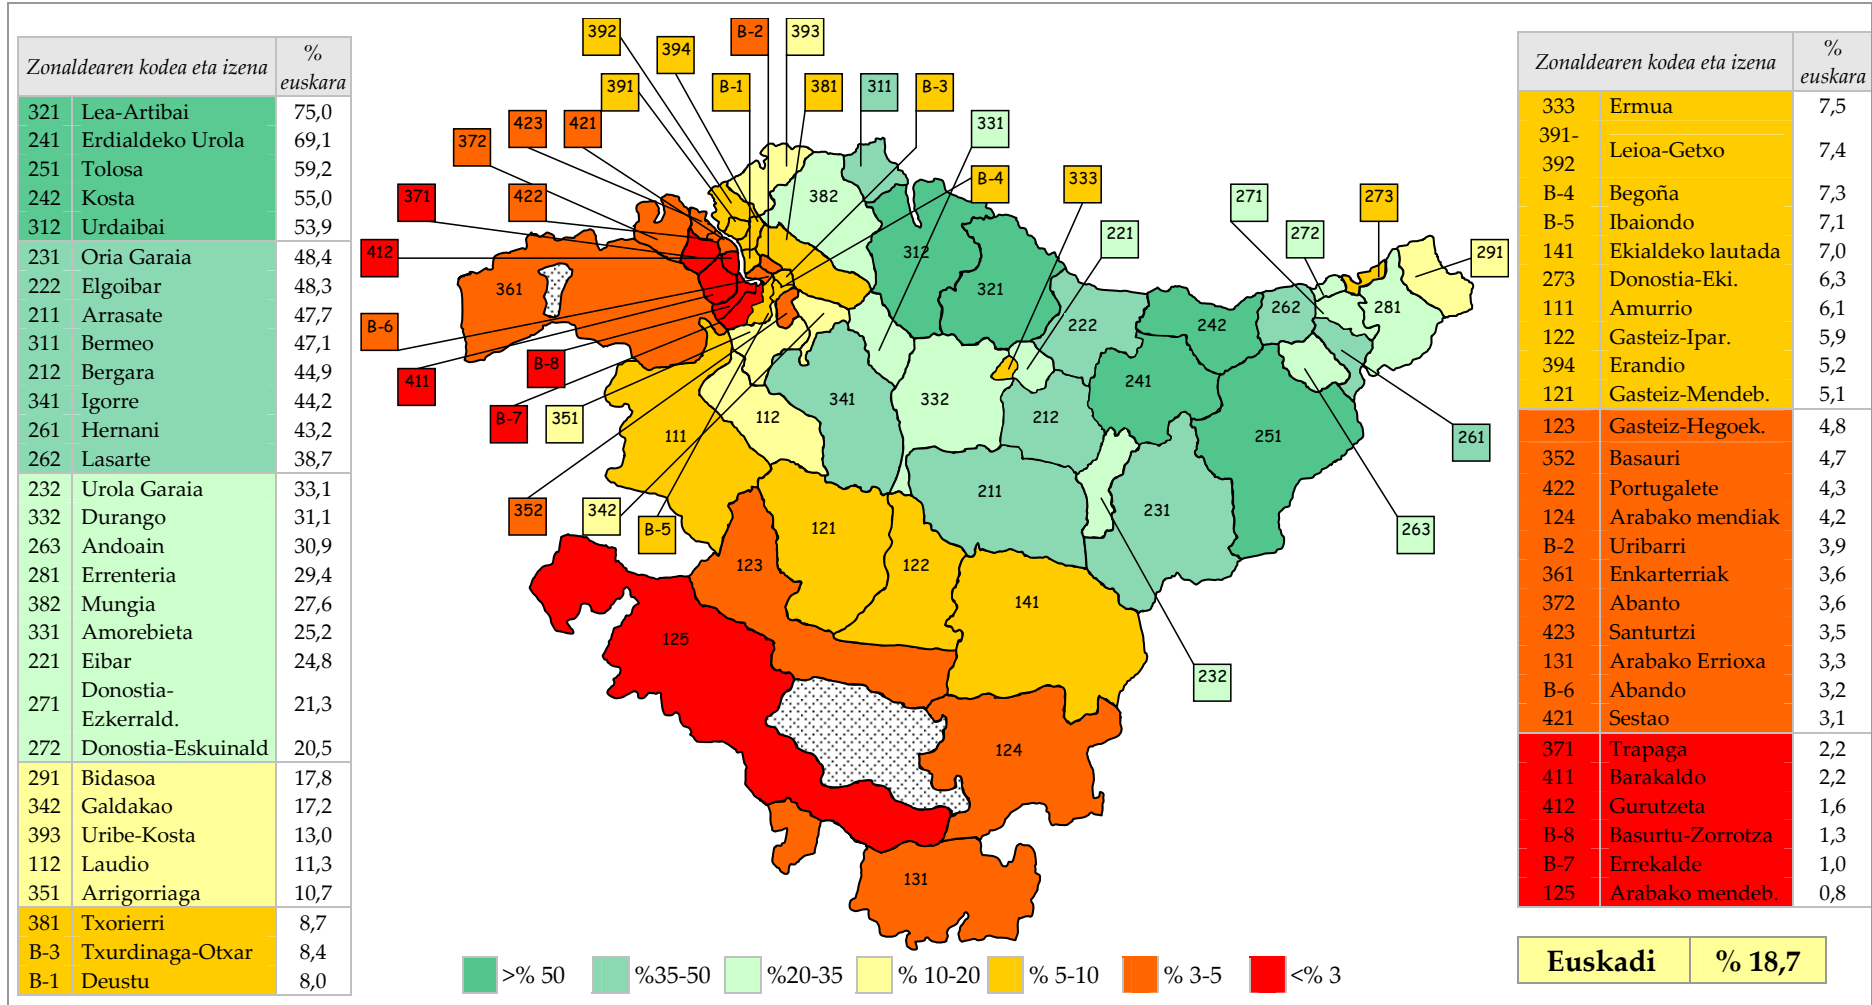 Zonaldearen kodea eta izena % euskara
321 Lea-Artibai 75,0
241 Erdialdeko Urola 69,1
251 Tolosa 59,2
242 Kosta 55,0
312 Urdaibai 53,9
231 Oria Garaia 48,4
222 Elgoibar 48,3
211 Arrasate 47,7
311 Bermeo 47,1
212 Bergara 44,9
341 Igorre 44,2
261 Hernani 43,2
262 Lasarte 38,7
232 Urola Garaia 33,1
332 Durango 31,1
263 Andoain 30,9
281 Errenteria 29,4
382 Mungia 27,6
331 Amorebieta 25,2
221 Eibar 24,8
271 Donostia-
Ezkerrald. 21,3
272 Donostia-Eskuinald 20,5
291 Bidasoa 17,8
342 Galdakao 17,2
393 Uribe-Kosta 13,0
112 Laudio 11,3
351 Arrigorriaga 10,7
381 Txorierri 8,7
B-3 Txurdinaga-Otxar 8,4
B-1 Deustu 8,0
392
394
B-2
393
391
B-1
381
311
B-3
423
421
331
372
B-4
333
371
422
382
271
273
221
272
412
312
291
361
321
281
B-6
222
242
262
B-8
411
241
341
332
B-7
351
112
212
111
251
261
211
352
342
B-5
121
231
263
123
122
141
125
232
124
131
>% 50
%35-50
%20-35
% 10-20
% 5-10
% 3-5
<% 3
Zonaldearen kodea eta izena % euskara
333 Ermua 7,5
391-
392 Leioa-Getxo 7,4
B-4 Begoña 7,3
B-5 Ibaiondo 7,1
141 Ekialdeko lautada 7,0
273 Donostia-Eki. 6,3
111 Amurrio 6,1
122 Gasteiz-Ipar. 5,9
394 Erandio 5,2
121 Gasteiz-Mendeb. 5,1
123 Gasteiz-Hegoek. 4,8
352 Basauri 4,7
422 Portugalete 4,3
124 Arabako mendiak 4,2
B-2 Uribarri 3,9
361 Enkarterriak 3,6
372 Abanto 3,6
423 Santurtzi 3,5
131 Arabako Errioxa 3,3
B-6 Abando 3,2
421 Sestao 3,1
371 Trapaga 2,2
411 Barakaldo 2,2
412 Gurutzeta 1,6
B-8 Basurtu-Zorrotza 1,3
B-7 Errekalde 1,0
125 Arabako mendeb. 0,8
Euskadi % 18,7